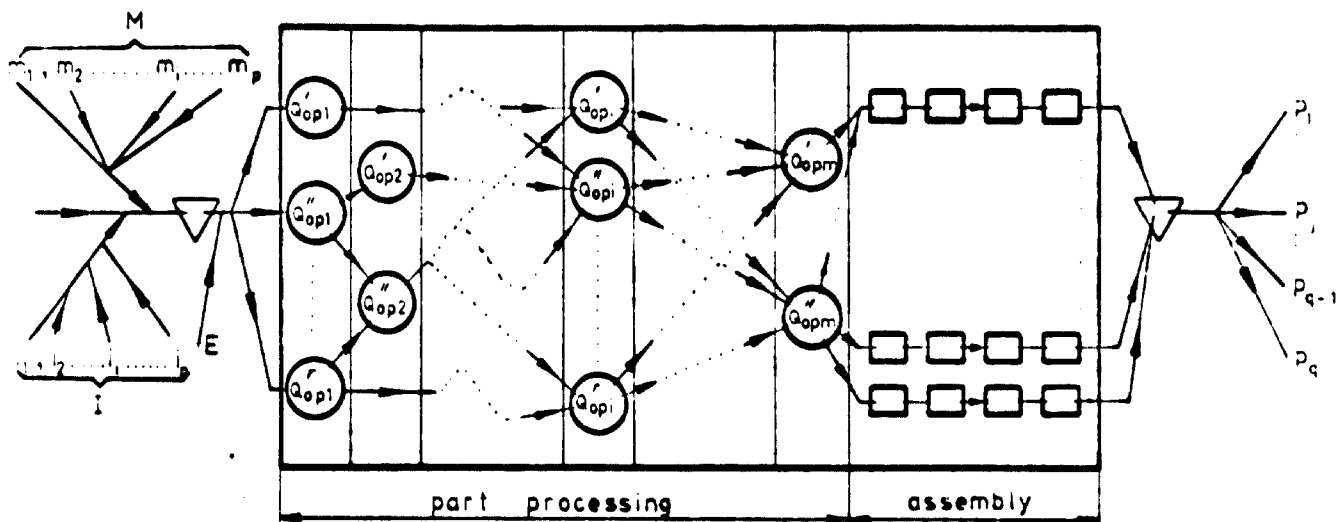 M
m₁, m₂ ...... mᵢ ...... mₚ
Q'op1
Q'op2
Q''op1
Q''op2
Qʳop1
Q'opi
Q''opi
Qʳopi
Q'opm
Q''opm
E
I
P₁
Pⱼ
Pq-1
Pq
part processing
assembly